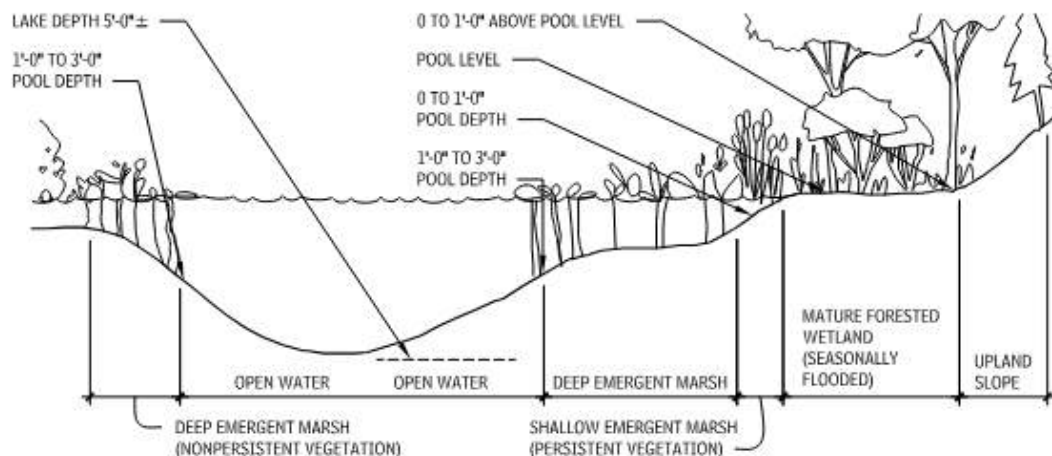 LAKE DEPTH 5'-0"±
1'-0" TO 3'-0"
POOL DEPTH
0 TO 1'-0" ABOVE POOL LEVEL
POOL LEVEL
0 TO 1'-0"
POOL DEPTH
1'-0" TO 3'-0"
POOL DEPTH
OPEN WATER
OPEN WATER
DEEP EMERGENT MARSH
MATURE FORESTED
WETLAND
(SEASONALLY
FLOODED)
UPLAND
SLOPE
DEEP EMERGENT MARSH
(NONPERSISTENT VEGETATION)
SHALLOW EMERGENT MARSH
(PERSISTENT VEGETATION)